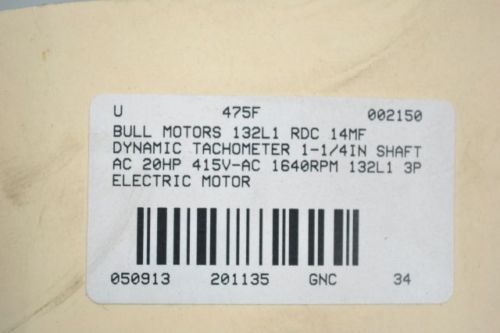 U 475F 002150
BULL MOTORS 132L1 RDC 14MF
DYNAMIC TACHOMETER 1-1/4IN SHAFT
AC 20HP 415V-AC 1640RPM 132L1 3P
ELECTRIC MOTOR
050913 201135 GNC 34